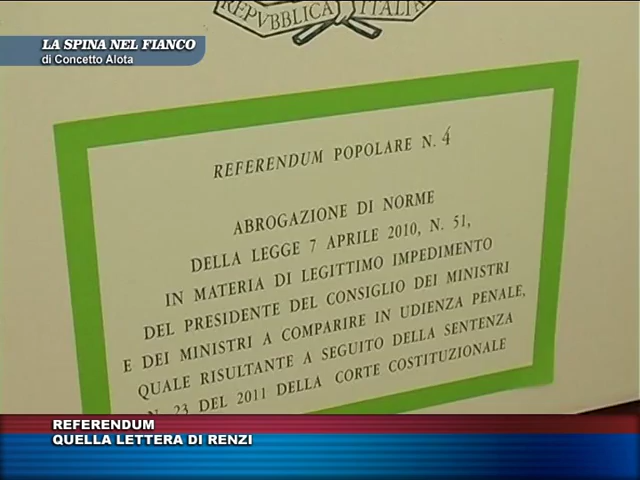 REPVBBLICA ITALIA
LA SPINA NEL FIANCO
di Concetto Alota
REFERENDUM POPOLARE N. 4
ABROGAZIONE DI NORME
DELLA LEGGE 7 APRILE 2010, N. 51,
IN MATERIA DI LEGITTIMO IMPEDIMENTO
DEL PRESIDENTE DEL CONSIGLIO DEI MINISTRI
E DEI MINISTRI A COMPARIRE IN UDIENZA PENALE,
QUALE RISULTANTE A SEGUITO DELLA SENTENZA
N. 23 DEL 2011 DELLA CORTE COSTITUZIONALE
REFERENDUM
QUELLA LETTERA DI RENZI